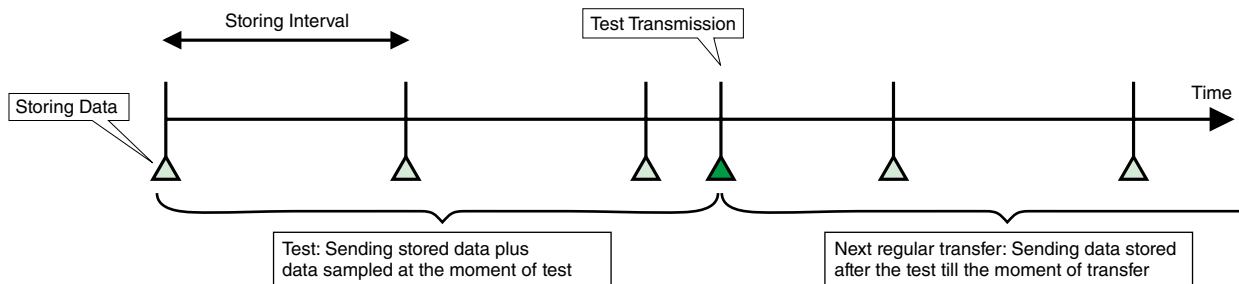 Storing Interval
Test Transmission
Storing Data
Time
Test: Sending stored data plus
data sampled at the moment of test
Next regular transfer: Sending data stored
after the test till the moment of transfer